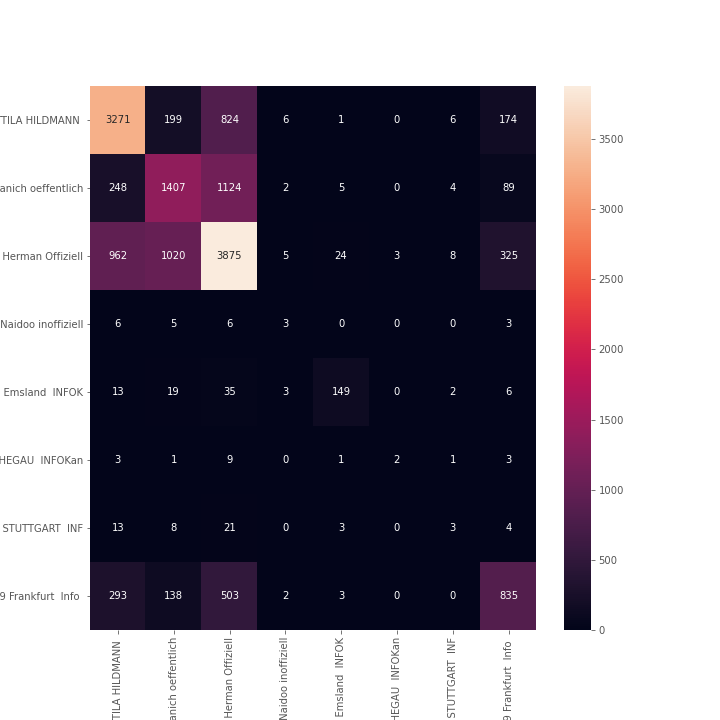 TILA HILDMANN 3271 199 824 6 1 0 6 174
anich oeffentlich 248 1407 1124 2 5 0 4 89
Herman Offiziell 962 1020 3875 5 24 3 8 325
Naidoo inoffiziell 6 5 6 3 0 0 0 3
Emsland INFOK 13 19 35 3 149 0 2 6
HEGAU INFOKan 3 1 9 0 1 2 1 3
STUTTGART INF 13 8 21 0 3 0 3 4
9 Frankfurt Info 293 138 503 2 3 0 0 835
TILA HILDMANN
anich oeffentlich
Herman Offiziell
Naidoo inoffiziell
Emsland INFOK
HEGAU INFOKan
STUTTGART INF
9 Frankfurt Info
3500
3000
2500
2000
1500
1000
500
0